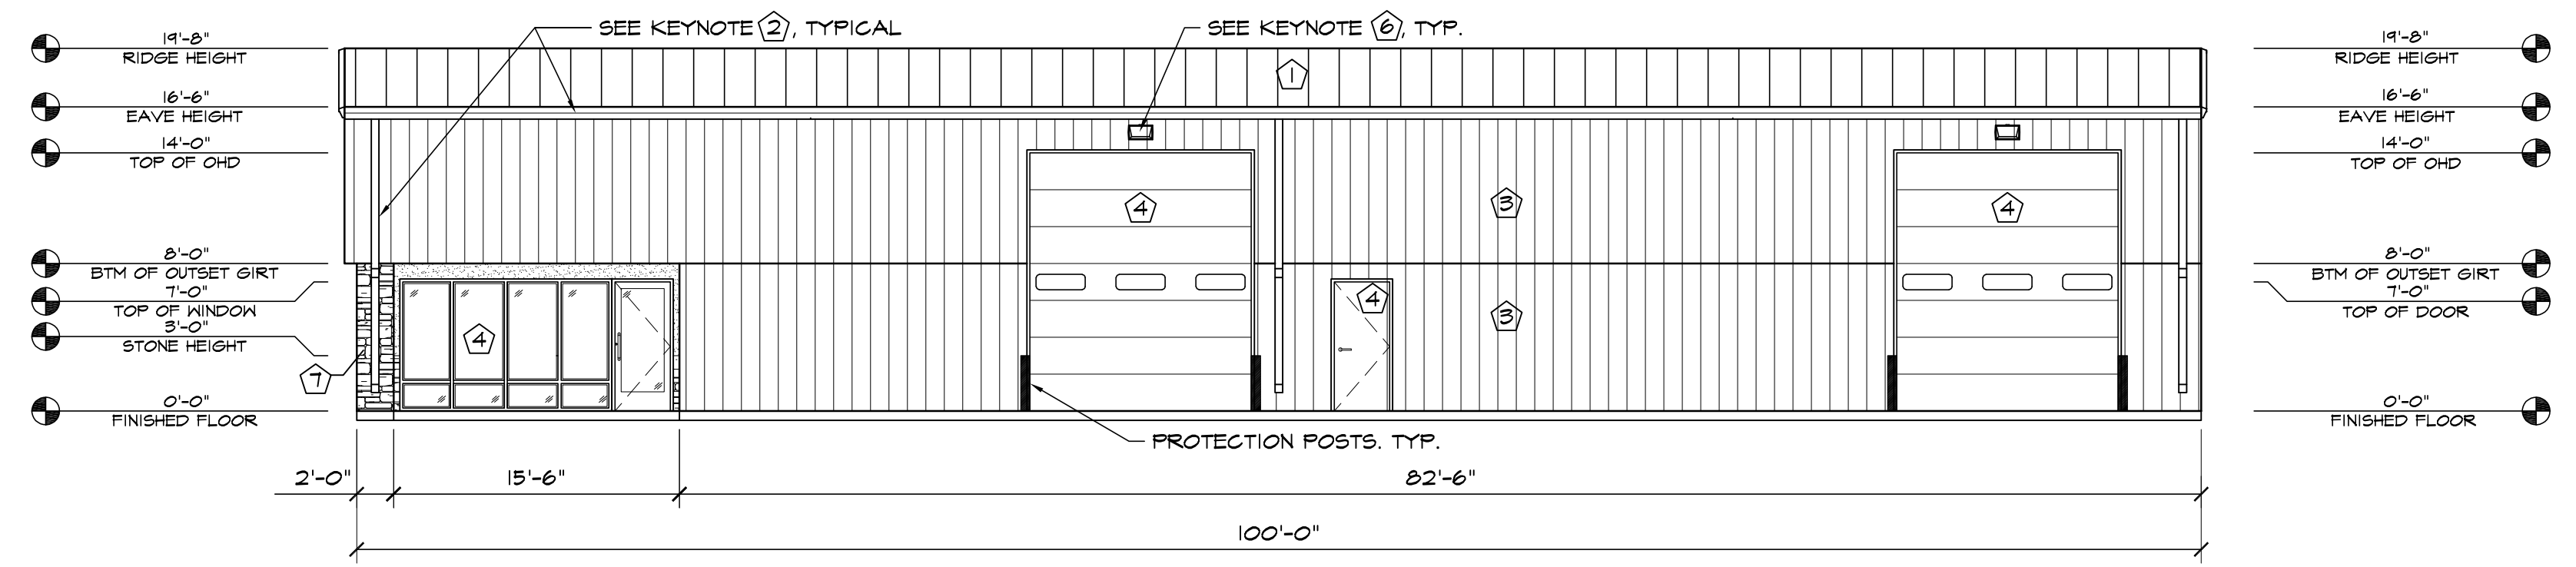 SEE KEYNOTE 2, TYPICAL
SEE KEYNOTE 6, TYP.
19'-8"
RIDGE HEIGHT
16'-6"
EAVE HEIGHT
14'-0"
TOP OF OHD
8'-0"
BTM OF OUTSET GIRT
7'-0"
TOP OF WINDOW
3'-0"
STONE HEIGHT
0'-0"
FINISHED FLOOR
1
4
3
4
4
4
3
7
19'-8"
RIDGE HEIGHT
16'-6"
EAVE HEIGHT
14'-0"
TOP OF OHD
8'-0"
BTM OF OUTSET GIRT
7'-0"
TOP OF DOOR
0'-0"
FINISHED FLOOR
PROTECTION POSTS. TYP.
2'-0"
15'-6"
82'-6"
100'-0"